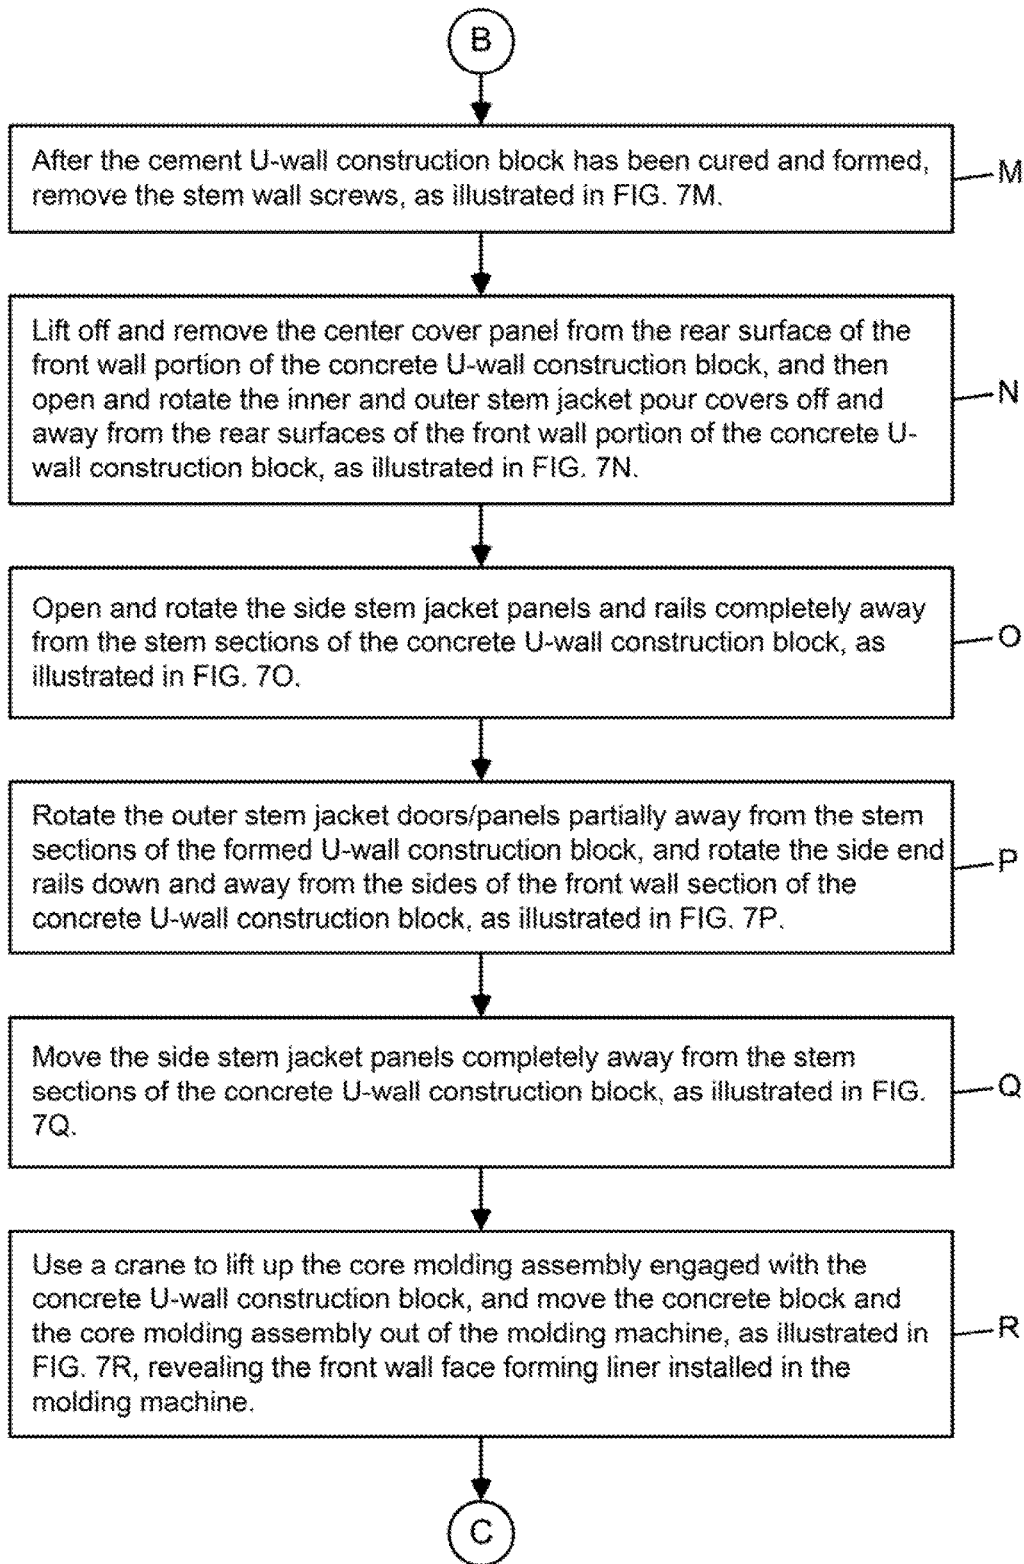 B
After the cement U-wall construction block has been cured and formed,
remove the stem wall screws, as illustrated in FIG. 7M.
M
Lift off and remove the center cover panel from the rear surface of the
front wall portion of the concrete U-wall construction block, and then
open and rotate the inner and outer stem jacket pour covers off and
away from the rear surfaces of the front wall portion of the concrete U-
wall construction block, as illustrated in FIG. 7N.
N
Open and rotate the side stem jacket panels and rails completely away
from the stem sections of the concrete U-wall construction block, as
illustrated in FIG. 7O.
O
Rotate the outer stem jacket doors/panels partially away from the stem
sections of the formed U-wall construction block, and rotate the side end
rails down and away from the sides of the front wall section of the
concrete U-wall construction block, as illustrated in FIG. 7P.
P
Move the side stem jacket panels completely away from the stem
sections of the concrete U-wall construction block, as illustrated in FIG.
7Q.
Q
Use a crane to lift up the core molding assembly engaged with the
concrete U-wall construction block, and move the concrete block and
the core molding assembly out of the molding machine, as illustrated in
FIG. 7R, revealing the front wall face forming liner installed in the
molding machine.
R
C